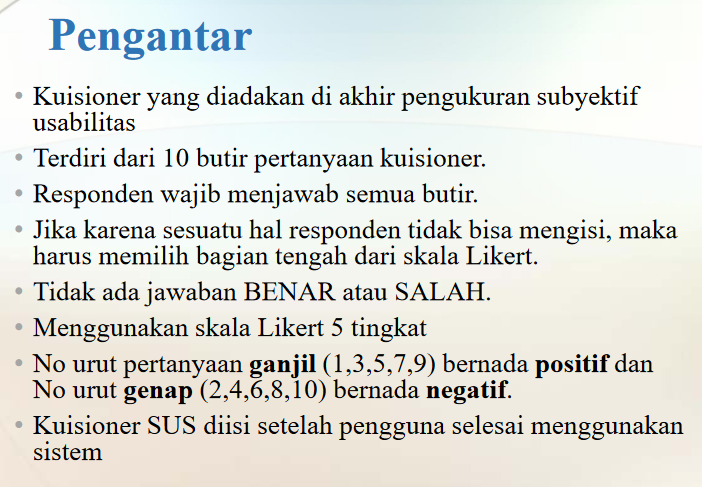 Pengantar
• Kuisioner yang diadakan di akhir pengukuran subyektif
usabilitas
• Terdiri dari 10 butir pertanyaan kuisioner.
• Responden wajib menjawab semua butir.
• Jika karena sesuatu hal responden tidak bisa mengisi, maka
harus memilih bagian tengah dari skala Likert.
• Tidak ada jawaban BENAR atau SALAH.
• Menggunakan skala Likert 5 tingkat
• No urut pertanyaan ganjil (1,3,5,7,9) bernada positif dan
No urut genap (2,4,6,8,10) bernada negatif.
• Kuisioner SUS diisi setelah pengguna selesai menggunakan
sistem